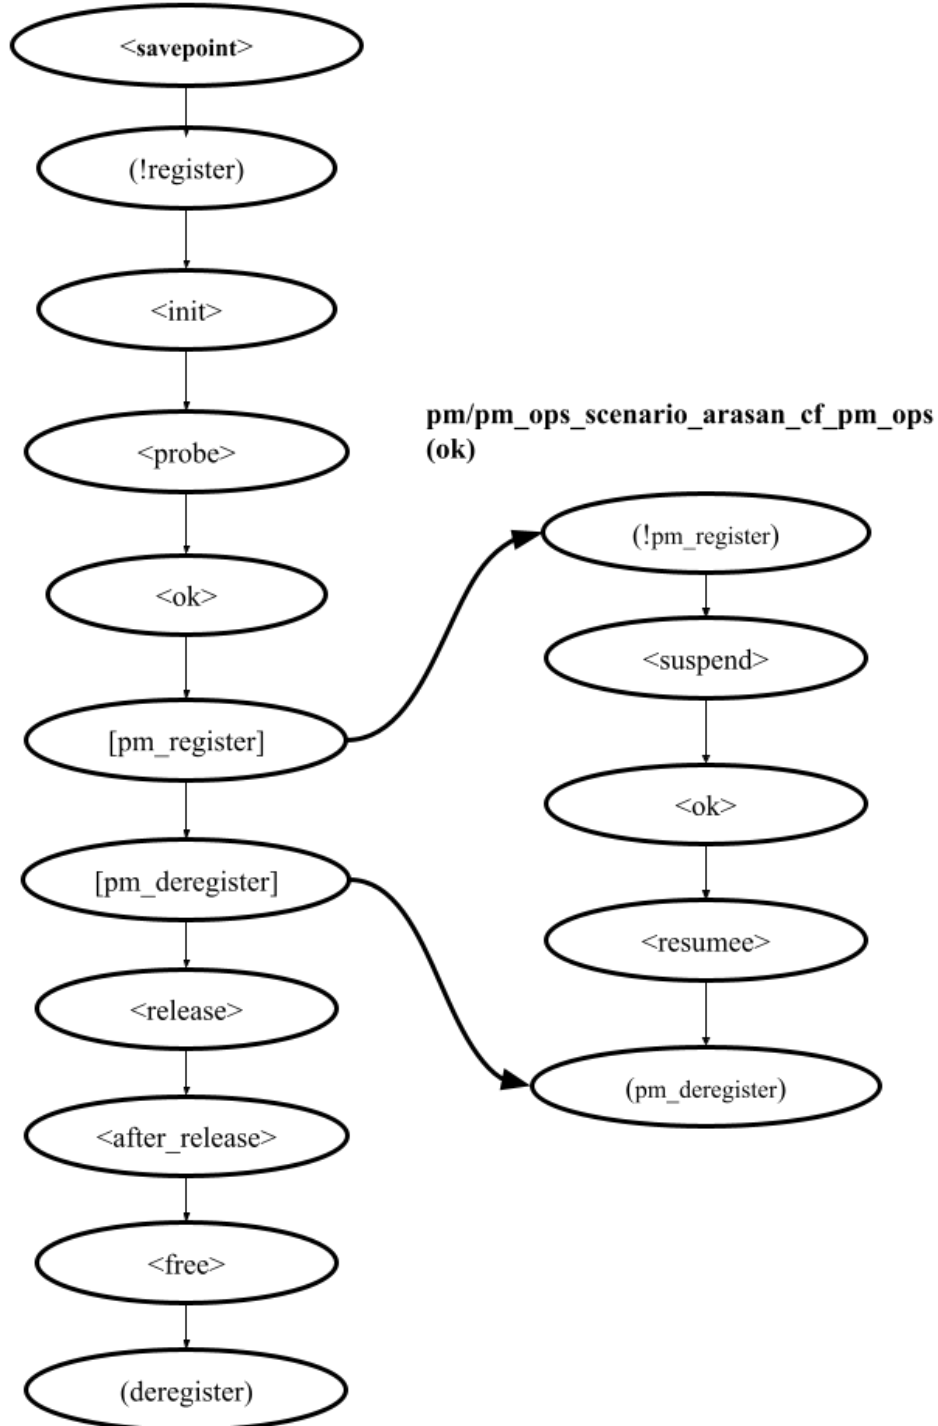 <savepoint>
(!register)
<init>
<probe>
<ok>
[pm_register]
[pm_deregister]
<release>
<after_release>
<free>
(deregister)
pm/pm_ops_scenario_arasan_cf_pm_ops
(ok)
(!pm_register)
<suspend>
<ok>
<resumee>
(pm_deregister)